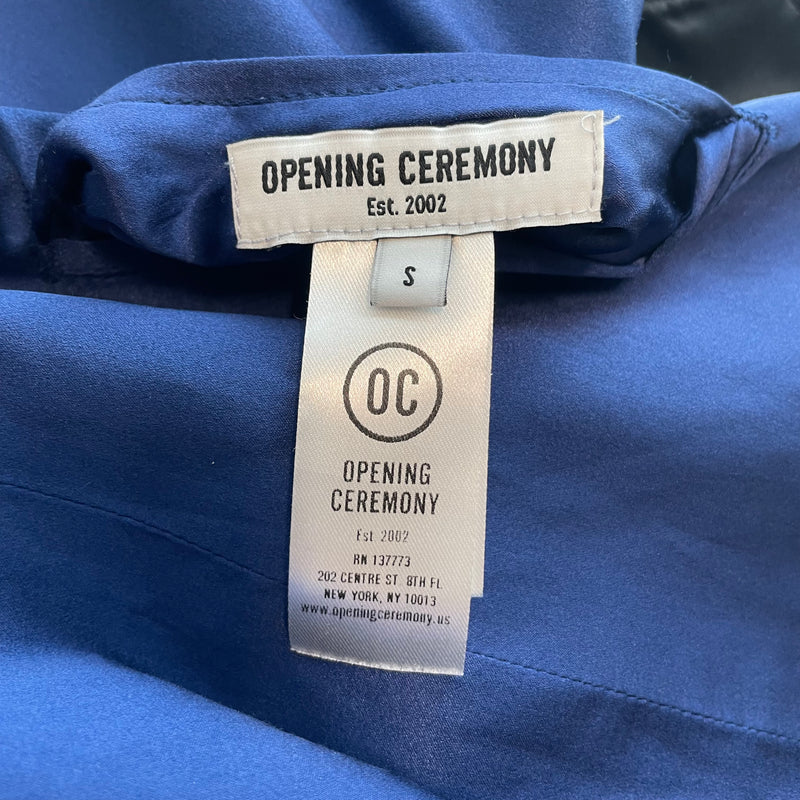 OPENING CEREMONY
Est. 2002
S
OC
OPENING
CEREMONY
Est 2002
RN 137773
202 CENTRE ST 8TH FL
NEW YORK, NY 10013
www.openingceremony.us